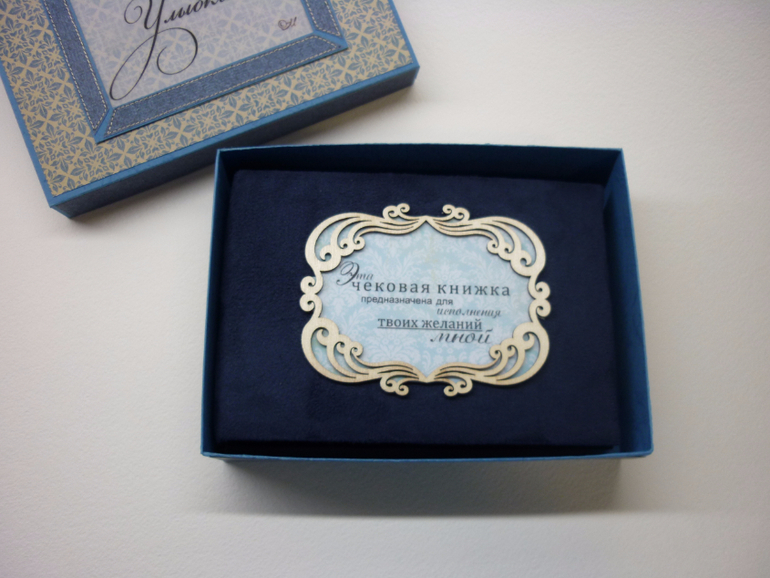 Эта
чековая книжка
предназначена для
исполнения
твоих желаний
мной